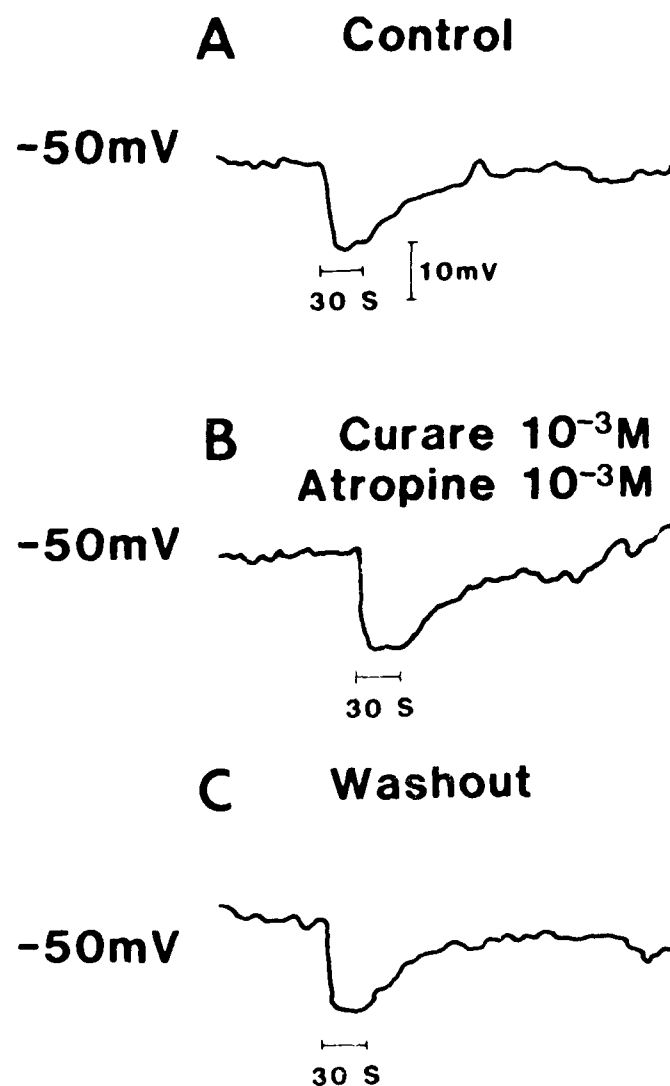 A Control
-50mV
10mV
30 S
B Curare 10⁻³M
Atropine 10⁻³M
-50mV
30 S
C Washout
-50mV
30 S